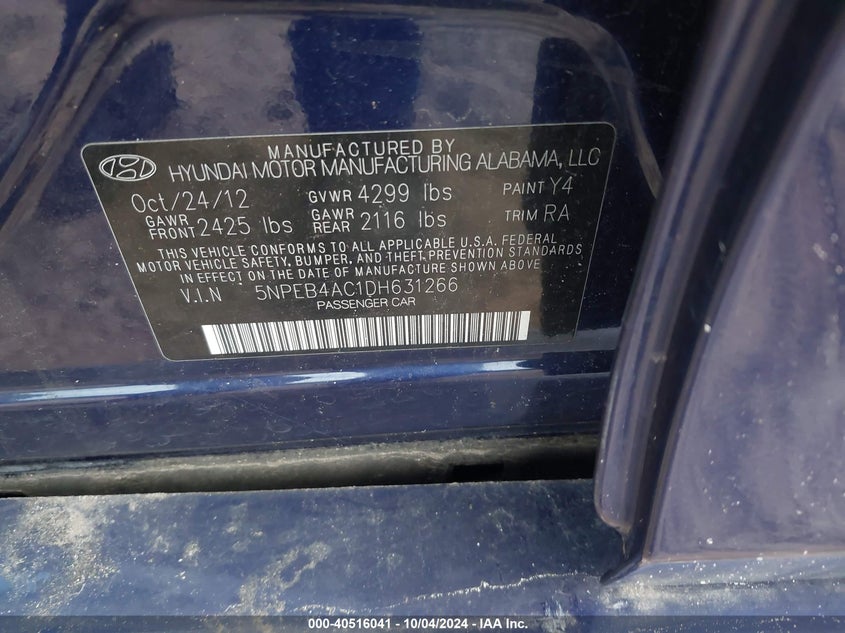 MANUFACTURED BY
HYUNDAI MOTOR MANUFACTURING ALABAMA, LLC
Oct/24/12 GVWR 4299 lbs PAINT Y4
GAWR FRONT 2425 lbs GAWR REAR 2116 lbs TRIM RA
THIS VEHICLE CONFORMS TO ALL APPLICABLE U.S.A. FEDERAL
MOTOR VEHICLE SAFETY, BUMPER, AND THEFT PREVENTION STANDARDS
IN EFFECT ON THE DATE OF MANUFACTURE SHOWN ABOVE
V.I.N 5NPEB4AC1DH631266
PASSENGER CAR
000-40516041 - 10/04/2024 - IAA Inc.